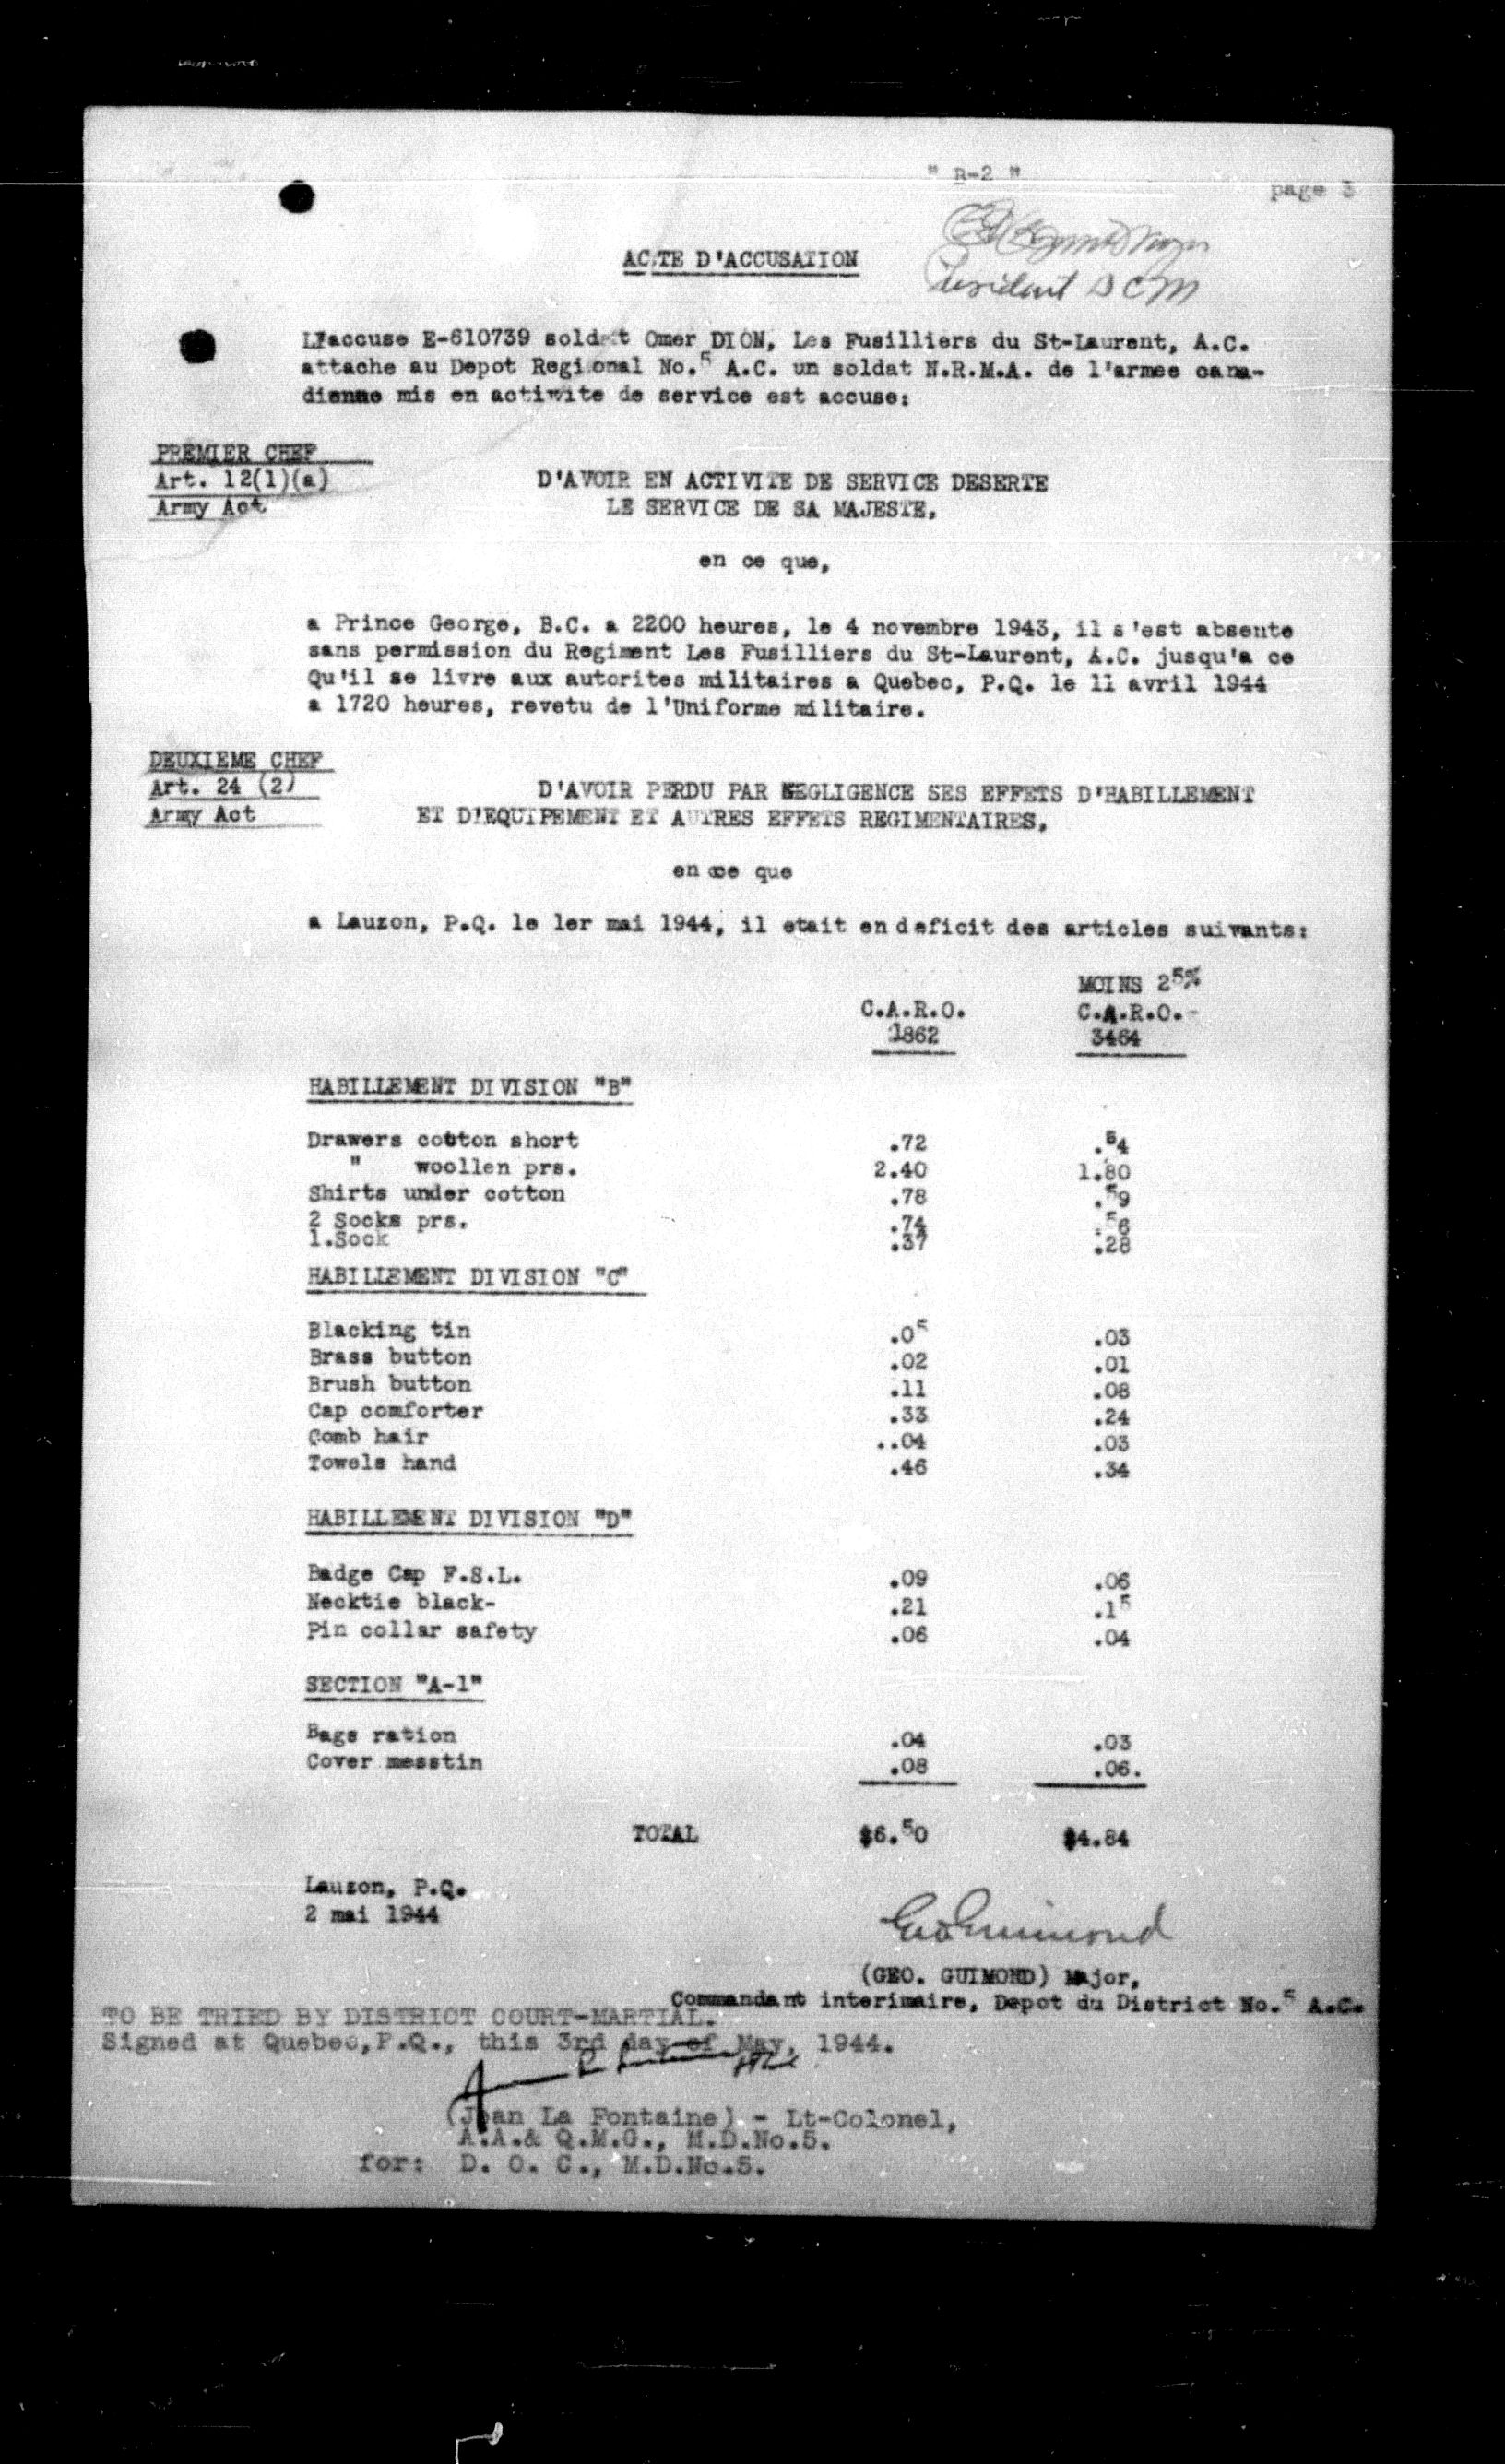 " B-2 "
page 3
President D C M
ACTE D'ACCUSATION
L'accuse E-610739 soldat Omer DION, Les Fusilliers du St-Laurent, A.C.
attache au Depot Regional No.5 A.C. un soldat N.R.M.A. de l'armee cana-
dienne mis en activite de service est accuse:
PREMIER CHEF
Art. 12(1)(a)
Army Act
D'AVOIR EN ACTIVITE DE SERVICE DESERTE
LE SERVICE DE SA MAJESTE,
en ce que,
a Prince George, B.C. a 2200 heures, le 4 novembre 1943, il s'est absente
sans permission du Regiment Les Fusilliers du St-Laurent, A.C. jusqu'a ce
Qu'il se livre aux autorites militaires a Quebec, P.Q. le 11 avril 1944
a 1720 heures, revetu de l'Uniforme militaire.
DEUXIEME CHEF
Art. 24 (2)
Army Act
D'AVOIR PERDU PAR NEGLIGENCE SES EFFETS D'HABILLEMENT
ET D'EQUIPEMENT ET AUTRES EFFETS REGIMENTAIRES,
en ce que
a Lauzon, P.Q. le 1er mai 1944, il etait en deficit des articles suivants:
MOINS 25%
C.A.R.O. C.A.R.O.-
1862 3464
HABILLEMENT DIVISION "B"
Drawers cotton short .72 .54
" woollen prs. 2.40 1.80
Shirts under cotton .78 .59
2 Socks prs. .74 .56
1.Sock .37 .28
HABILLEMENT DIVISION "C"
Blacking tin .05 .03
Brass button .02 .01
Brush button .11 .08
Cap comforter .33 .24
Comb hair ..04 .03
Towels hand .46 .34
HABILLEMENT DIVISION "D"
Badge Cap F.S.L. .09 .06
Necktie black- .21 .15
Pin collar safety .06 .04
SECTION "A-1"
Bags ration .04 .03
Cover messtin .08 .06.
TOTAL $6.50 $4.84
Lauzon, P.Q.
2 mai 1944
Geo Guimond
(GEO. GUIMOND) Major,
Commandant interimaire, Depot du District No.5 A.C.
TO BE TRIED BY DISTRICT COURT-MARTIAL.
Signed at Quebec,P.Q., this 3rd day of May, 1944.
(Jean La Fontaine) - Lt-Colonel,
A.A.& Q.M.G., M.D.No.5.
for: D. O. C., M.D.No.5.